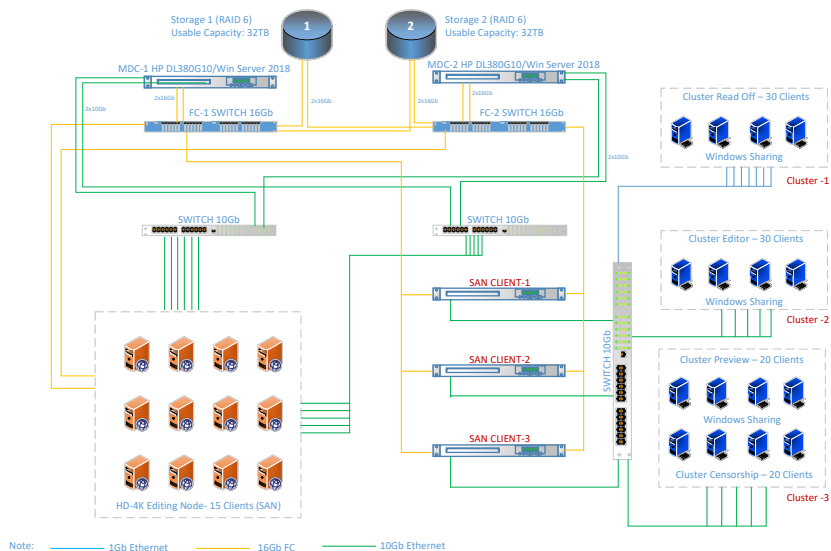 Storage 1 (RAID 6)
Usable Capacity: 32TB
1
2
Storage 2 (RAID 6)
Usable Capacity: 32TB
MDC-1 HP DL380G10/Win Server 2018
MDC-2 HP DL380G10/Win Server 2018
2x10Gb
2x16Gb
2x16Gb
2x16Gb
2x16Gb
FC-1 SWITCH 16Gb
FC-2 SWITCH 16Gb
2x10Gb
Cluster Read Off – 30 Clients
Windows Sharing
Cluster -1
SWITCH 10Gb
SWITCH 10Gb
Cluster Editor – 30 Clients
Windows Sharing
Cluster -2
SAN CLIENT-1
SAN CLIENT-2
SAN CLIENT-3
SWITCH 10Gb
Cluster Preview – 20 Clients
Windows Sharing
Cluster Censorship – 20 Clients
Cluster -3
HD-4K Editing Node- 15 Clients (SAN)
Note:
1Gb Ethernet
16Gb FC
10Gb Ethernet